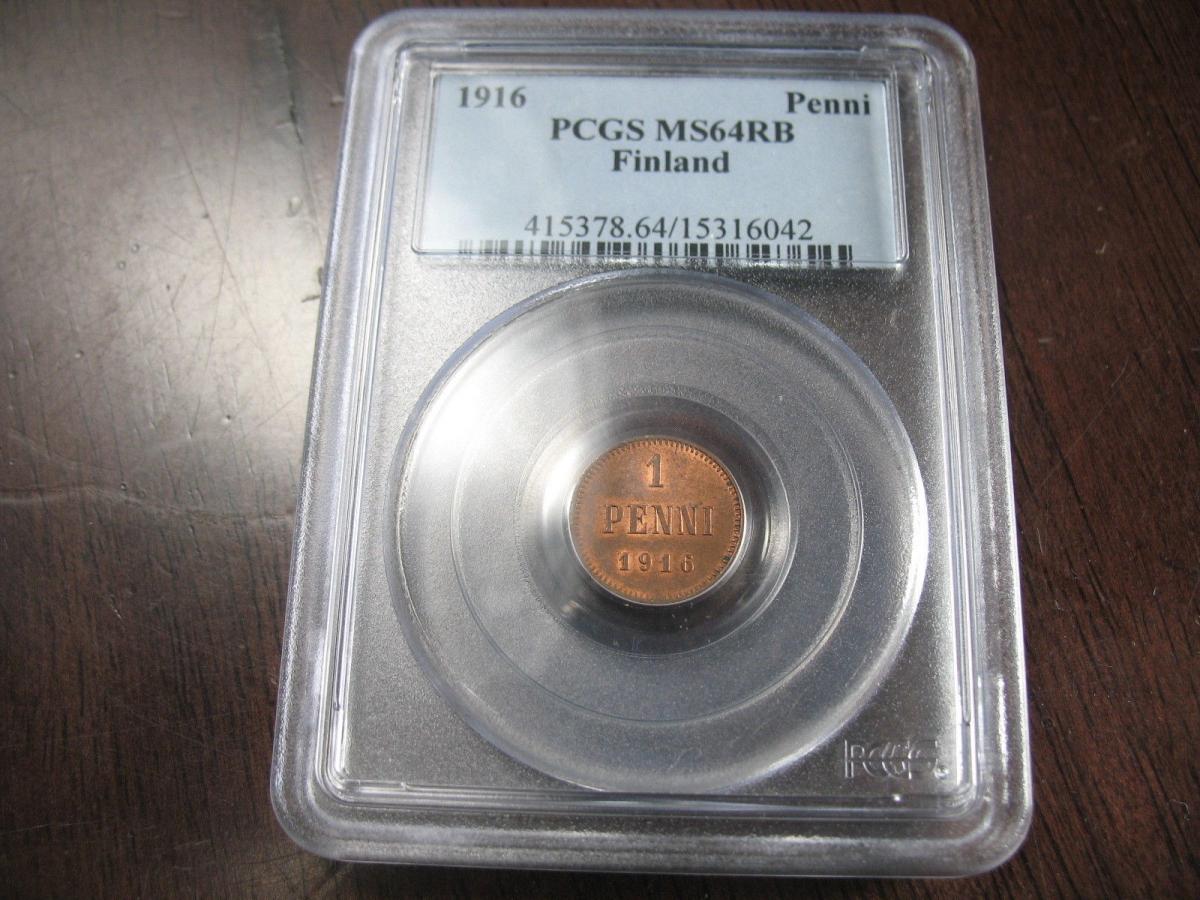 1916 Penni
PCGS MS64RB
Finland
415378.64/15316042
1
PENNI
1916
PCGS